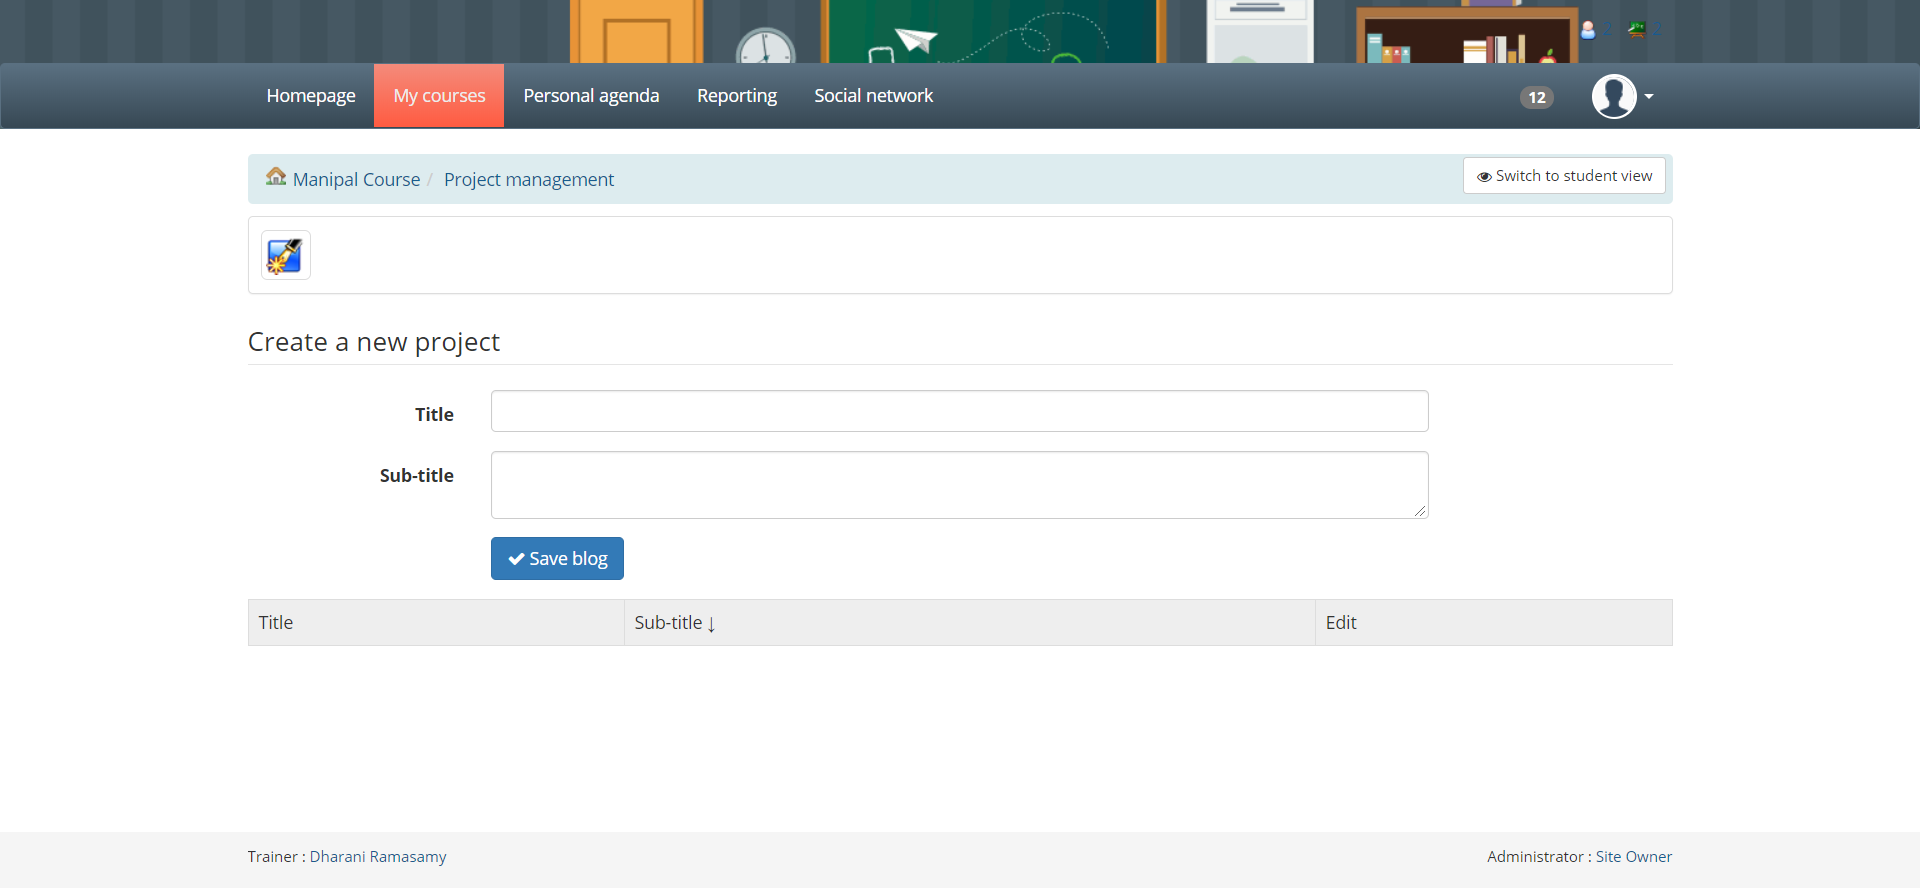 2 2
Homepage My courses Personal agenda Reporting Social network 12
Manipal Course / Project management Switch to student view
Create a new project
Title
Sub-title
Save blog
Title Sub-title ↓ Edit
Trainer : Dharani Ramasamy Administrator : Site Owner